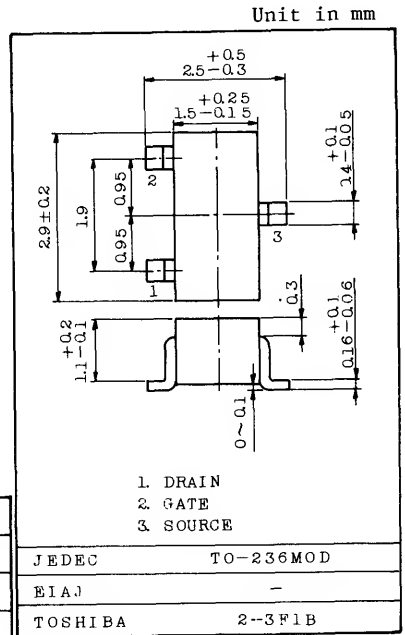 Unit in mm
+0.5
2.5-0.3
+0.25
1.5-0.15
2
3
1
2.9±0.2
1.9
0.95
0.95
+0.1
0.4-0.05
+0.2
1.1-0.1
0.3
+0.1
0.16-0.06
0~0.1
1. DRAIN
2. GATE
3. SOURCE
JEDEC TO-236MOD
EIAJ -
TOSHIBA 2-3F1B